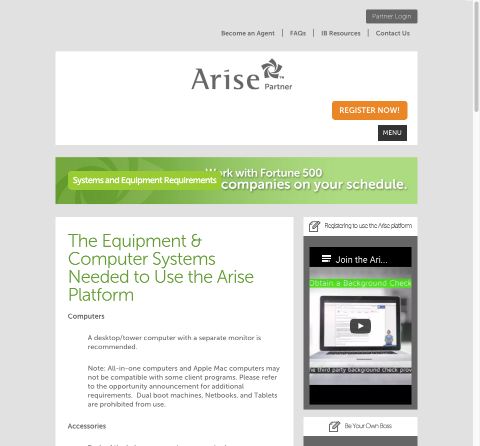 Partner Login
Become an Agent
FAQs
IB Resources
Contact Us
Arise
Partner
REGISTER NOW!
MENU
Work with Fortune 500
companies on your schedule.
Systems and Equipment Requirements
The Equipment &
Computer Systems
Needed to Use the Arise
Platform
Computers
A desktop/tower computer with a separate monitor is
recommended.
Note: All-in-one computers and Apple Mac computers may
not be compatible with some client programs. Please refer
to the opportunity announcement for additional
requirements. Dual boot machines, Netbooks, and Tablets
are prohibited from use.
Accessories
Registering to use the Arise platform
Join the Ari...
Obtain a Background Check
the third party background check prov
Be Your Own Boss